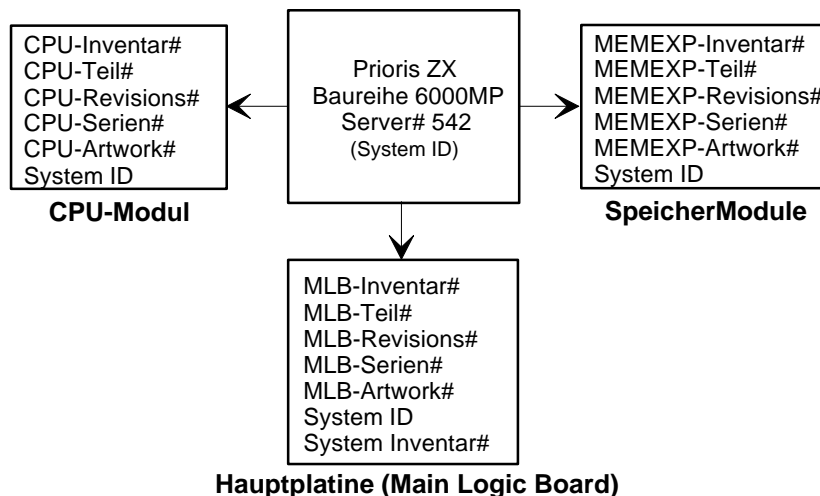 CPU-Inventar#
CPU-Teil#
CPU-Revisions#
CPU-Serien#
CPU-Artwork#
System ID
CPU-Modul
Prioris ZX
Baureihe 6000MP
Server# 542
(System ID)
MEMEXP-Inventar#
MEMEXP-Teil#
MEMEXP-Revisions#
MEMEXP-Serien#
MEMEXP-Artwork#
System ID
SpeicherModule
MLB-Inventar#
MLB-Teil#
MLB-Revisions#
MLB-Serien#
MLB-Artwork#
System ID
System Inventar#
Hauptplatine (Main Logic Board)